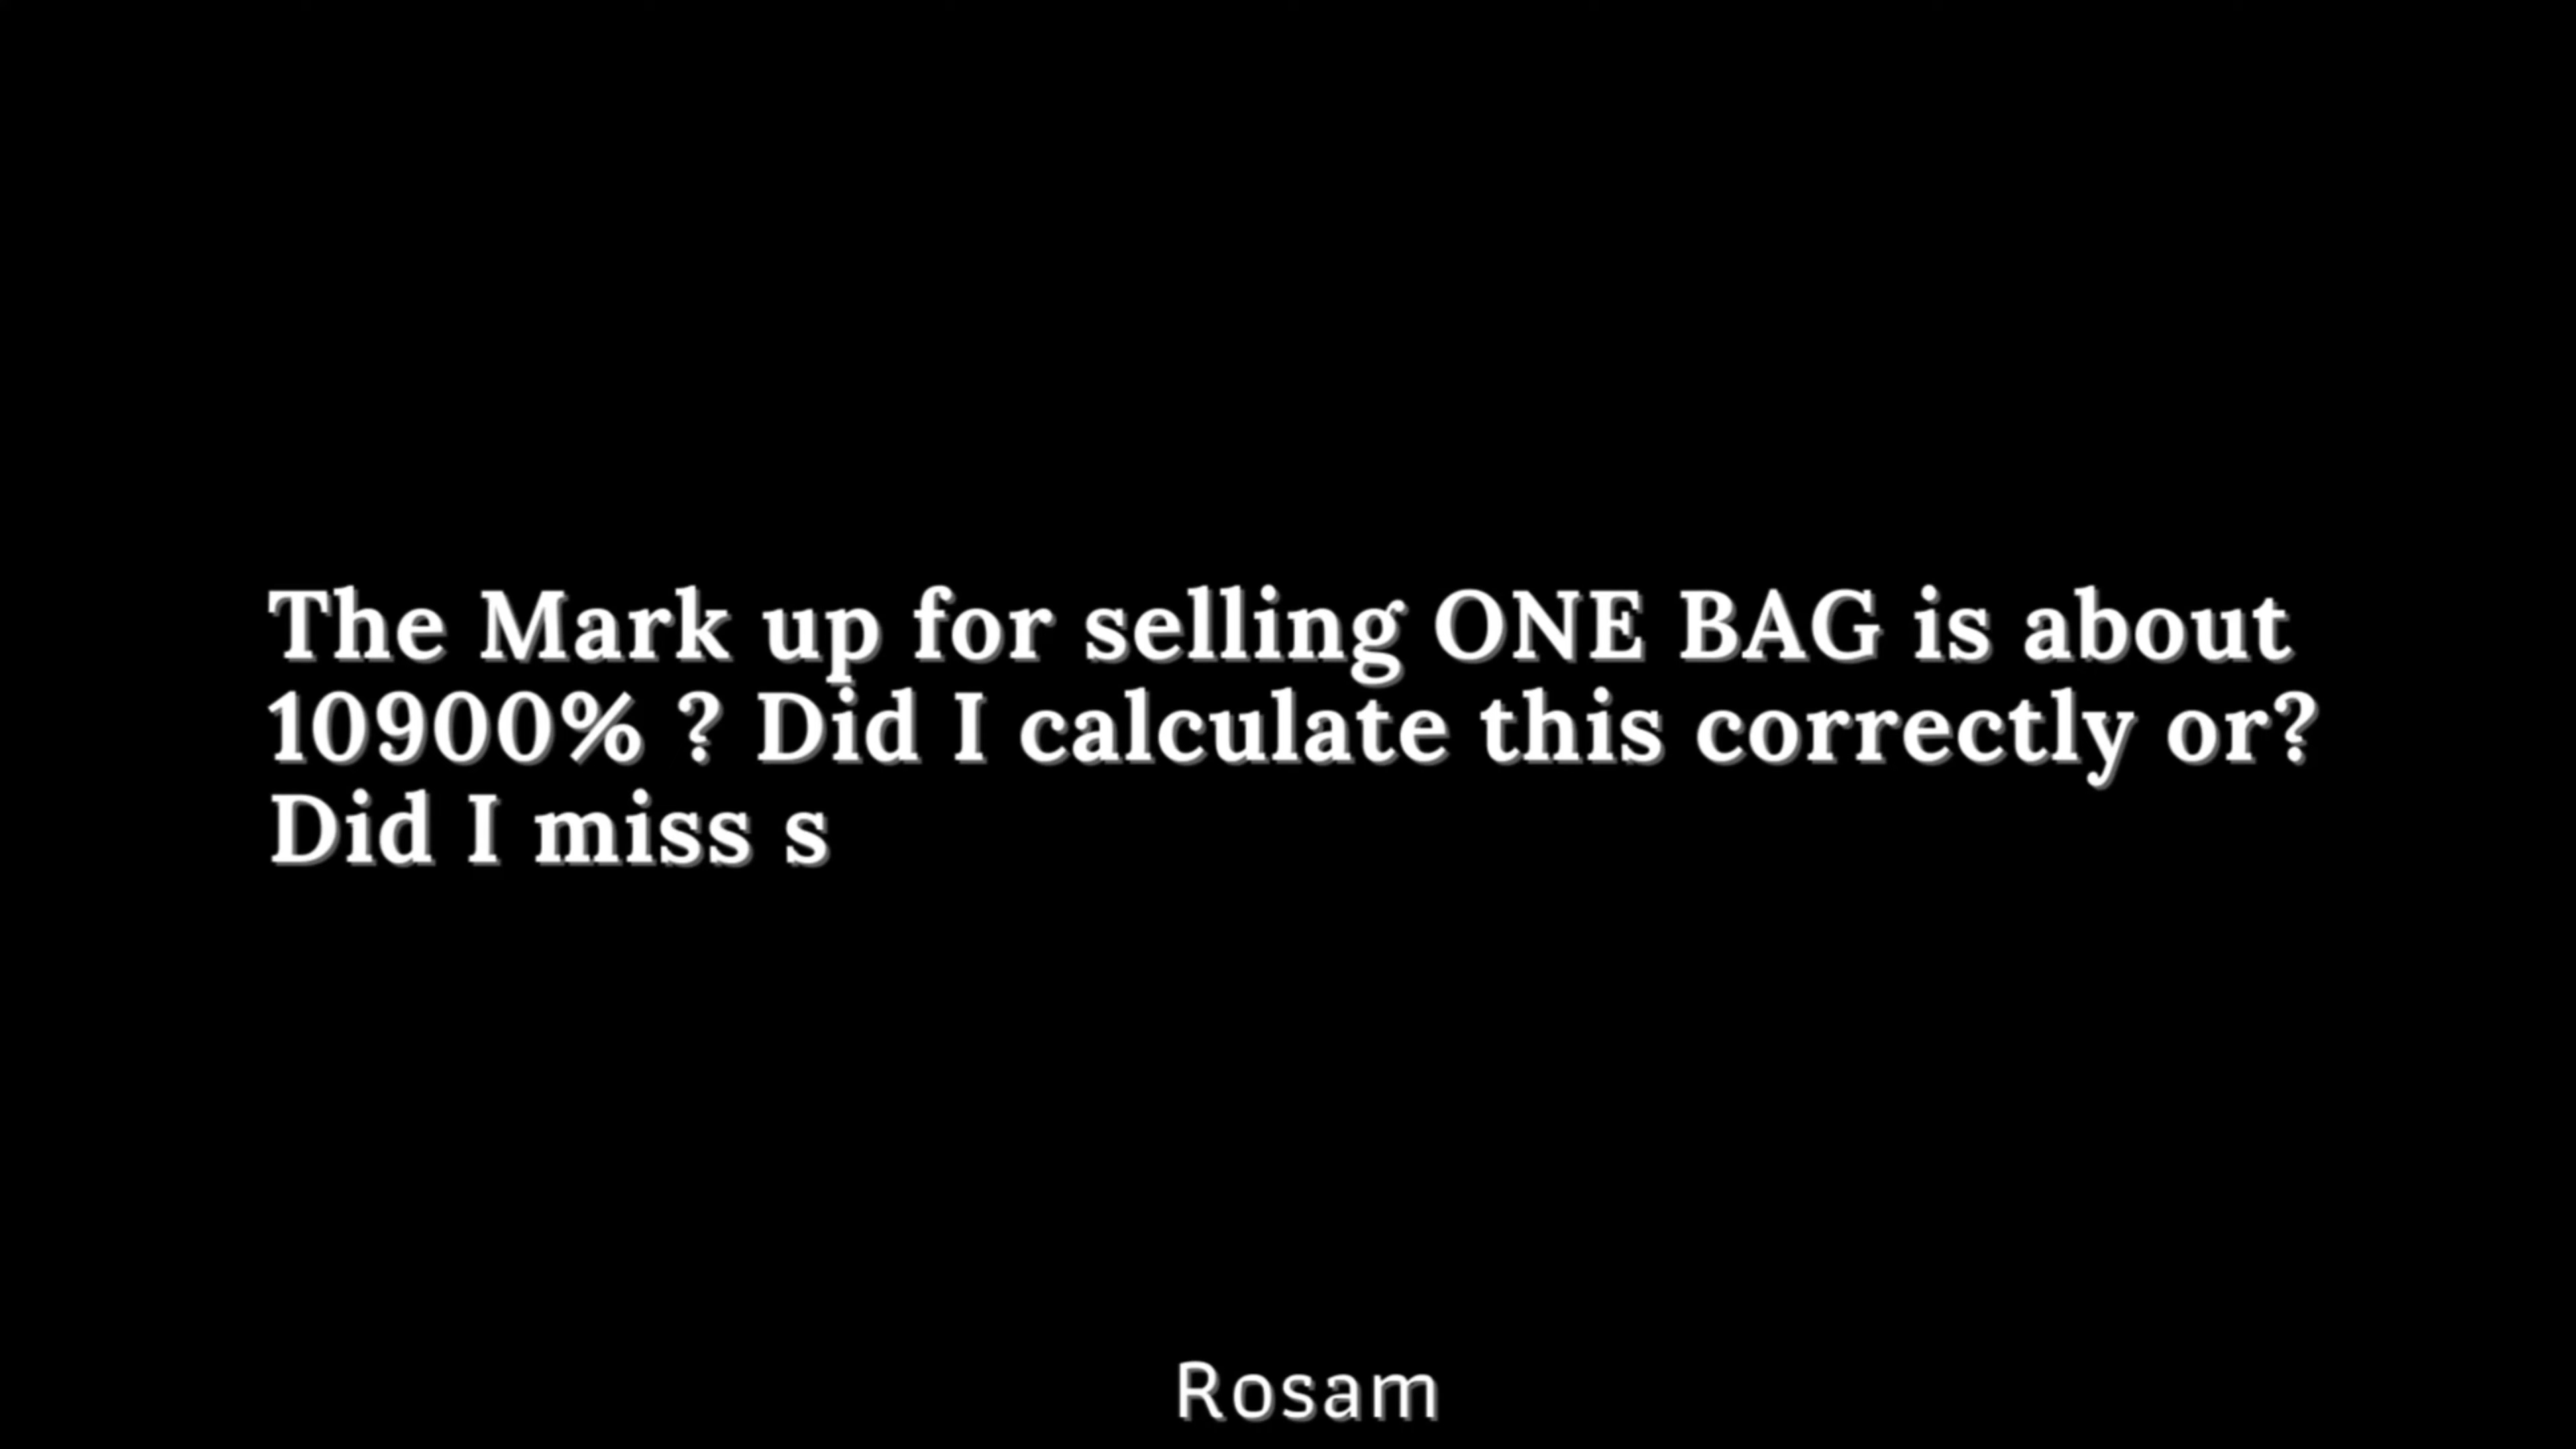 The Mark up for selling ONE BAG is about
10900% ? Did I calculate this correctly or?
Did I miss s
Rosam